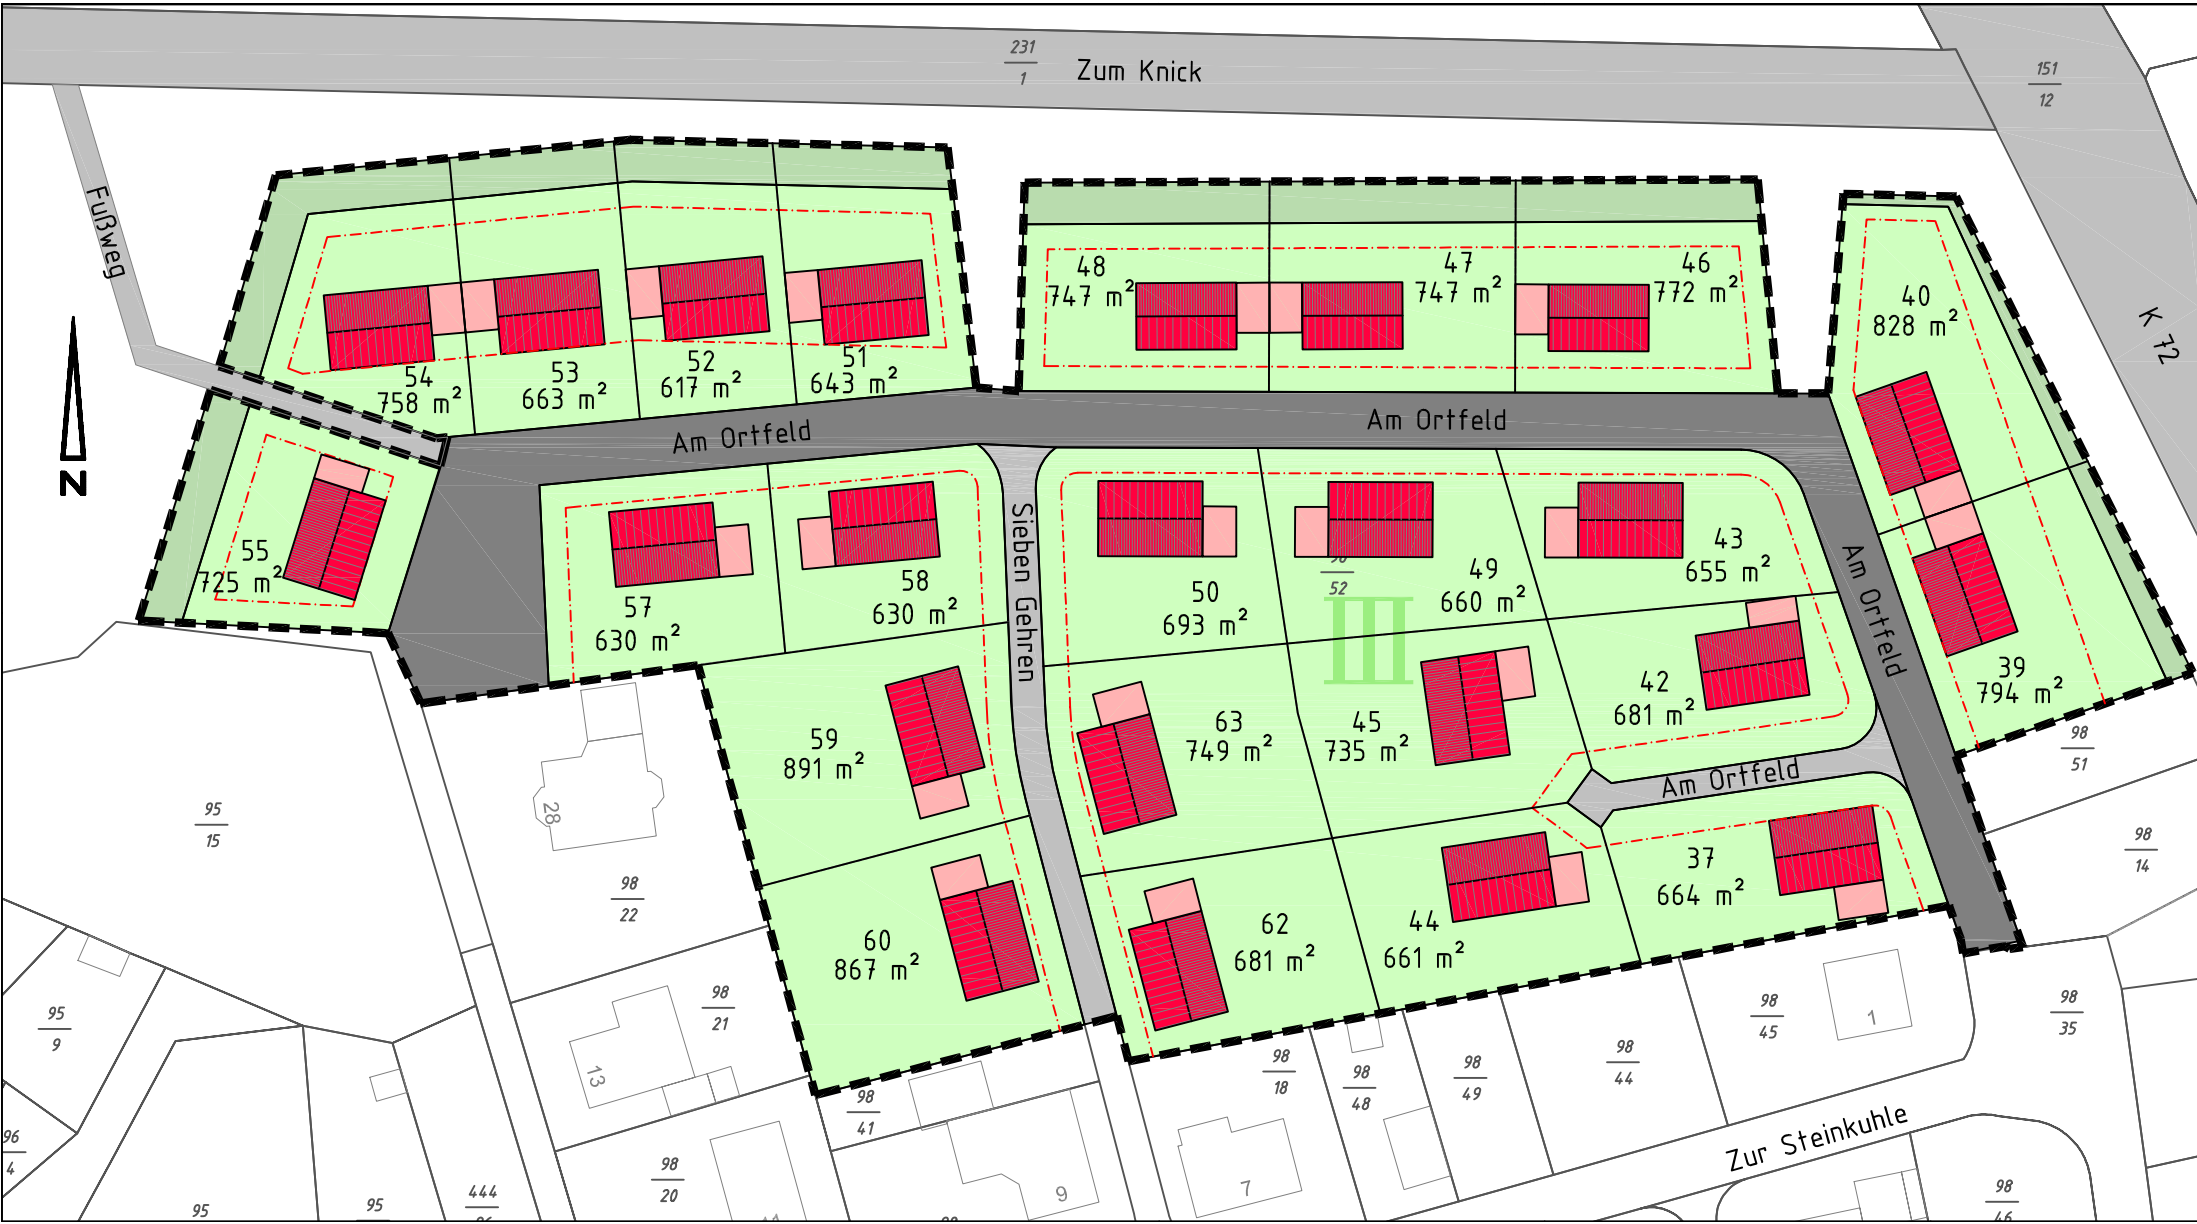 231
1
Zum Knick
151
12
Fußweg
K 72
N
54
758 m²
53
663 m²
52
617 m²
51
643 m²
48
747 m²
47
747 m²
46
772 m²
40
828 m²
Am Ortfeld
Am Ortfeld
Am Ortfeld
55
725 m²
57
630 m²
58
630 m²
Sieben Gehren
50
693 m²
52
49
660 m²
43
655 m²
39
794 m²
98
51
59
891 m²
63
749 m²
45
735 m²
42
681 m²
Am Ortfeld
60
867 m²
62
681 m²
44
661 m²
37
664 m²
98
14
95
15
28
98
22
98
21
13
95
9
96
4
98
41
98
18
98
48
98
49
98
44
98
45
1
98
35
Zur Steinkuhle
98
20
9
7
95
95
444
98